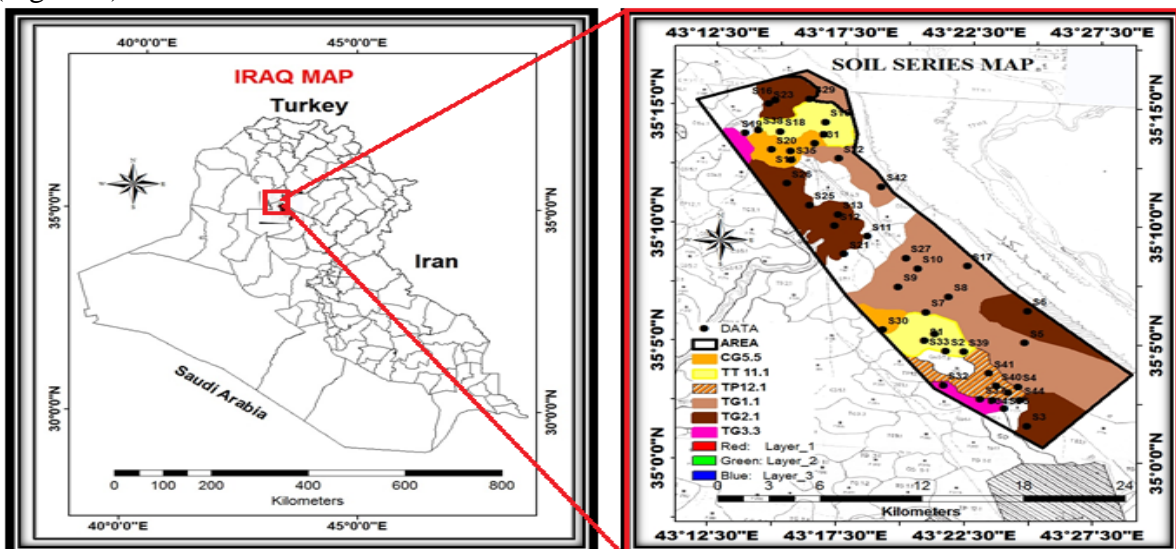 40°0'0"E 45°0'0"E
IRAQ MAP
Turkey
Iran
Saudi Arabia
35°0'0"N 35°0'0"N
30°0'0"N 30°0'0"N
0 100 200 400 600 800
Kilometers
40°0'0"E 45°0'0"E
43°12'30"E 43°17'30"E 43°22'30"E 43°27'30"E
SOIL SERIES MAP
35°15'0"N 35°15'0"N
35°10'0"N 35°10'0"N
35°5'0"N 35°5'0"N
35°0'0"N 35°0'0"N
S16 S23 S29
S19 S38 S18
S20 S35 31 S22
S26 S42
S25 S13
S12 S11
S21
S27 S17
S10
S9
S8 S6
S7
S30 S5
S33 S2 S39
S41
S32 S40 S4
S44
S3
DATA
AREA
CG5.5
TT 11.1
TP12.1
TG1.1
TG2.1
TG3.3
Red: Layer_1
Green: Layer_2
Blue: Layer_3
0 3 6 12 18 24
Kilometers
43°12'30"E 43°17'30"E 43°22'30"E 43°27'30"E